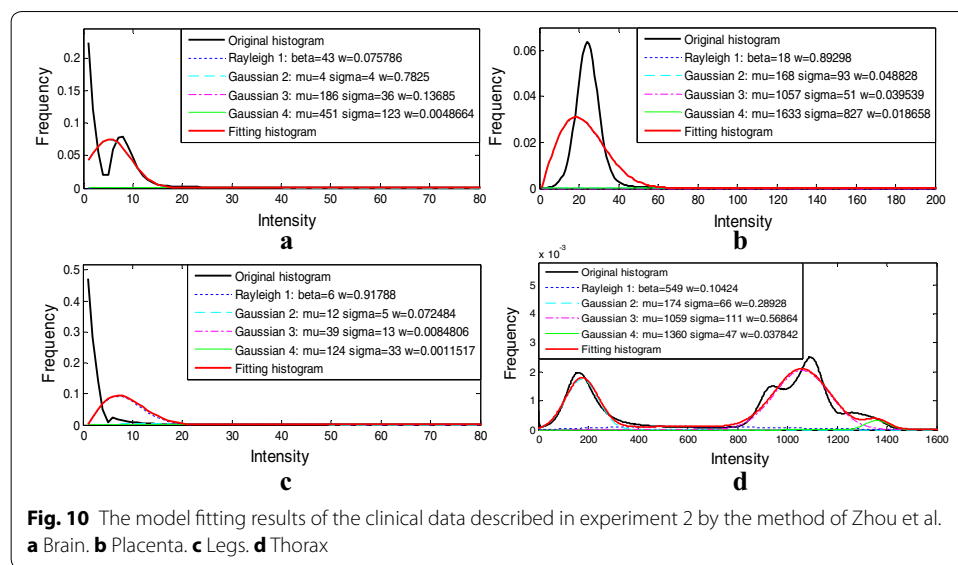 Frequency
0.2
0.15
0.1
0.05
0
0 10 20 30 40 50 60 70 80
Intensity
Original histogram
Rayleigh 1: beta=43 w=0.075786
Gaussian 2: mu=4 sigma=4 w=0.7825
Gaussian 3: mu=186 sigma=36 w=0.13685
Gaussian 4: mu=451 sigma=123 w=0.0048664
Fitting histogram
a
Frequency
0.06
0.04
0.02
0
0 20 40 60 80 100 120 140 160 180 200
Intensity
Original histogram
Rayleigh 1: beta=18 w=0.89298
Gaussian 2: mu=168 sigma=93 w=0.048828
Gaussian 3: mu=1057 sigma=51 w=0.039539
Gaussian 4: mu=1633 sigma=827 w=0.018658
Fitting histogram
b
Frequency
0.5
0.4
0.3
0.2
0.1
0
0 10 20 30 40 50 60 70 80
Intensity
Original histogram
Rayleigh 1: beta=6 w=0.91788
Gaussian 2: mu=12 sigma=5 w=0.072484
Gaussian 3: mu=39 sigma=13 w=0.0084806
Gaussian 4: mu=124 sigma=33 w=0.0011517
Fitting histogram
c
x 10⁻³
Frequency
5
4
3
2
1
0
0 200 400 600 800 1000 1200 1400 1600
Intensity
Original histogram
Rayleigh 1: beta=549 w=0.10424
Gaussian 2: mu=174 sigma=66 w=0.28928
Gaussian 3: mu=1059 sigma=111 w=0.56864
Gaussian 4: mu=1360 sigma=47 w=0.037842
Fitting histogram
d
Fig. 10 The model fitting results of the clinical data described in experiment 2 by the method of Zhou et al.
a Brain. b Placenta. c Legs. d Thorax